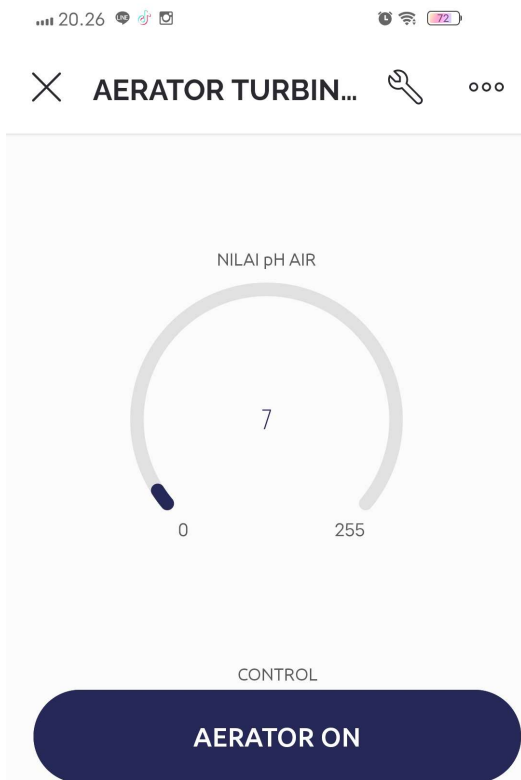 20.26 72
AERATOR TURBIN...
NILAI pH AIR
7
0 255
CONTROL
AERATOR ON